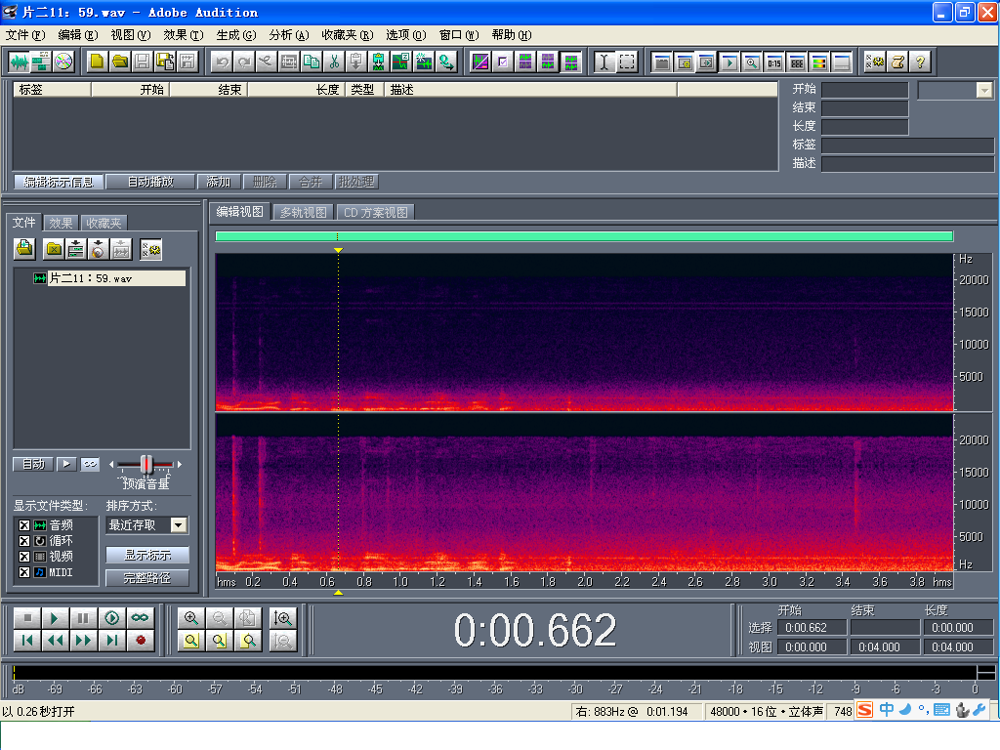 片二11：59.wav - Adobe Audition
文件(F) 编辑(E) 视图(V) 效果(T) 生成(G) 分析(A) 收藏夹(R) 选项(O) 窗口(W) 帮助(H)
标签 开始 结束 长度 类型 描述
开始
结束
长度
标签
描述
编辑标示信息 自动播放 添加 删除 合并 批处理
文件 效果 收藏夹
编辑视图 多轨视图 CD 方案视图
片二11：59.wav
Hz
20000
15000
10000
5000
20000
15000
10000
5000
Hz
hms 0.2 0.4 0.6 0.8 1.0 1.2 1.4 1.6 1.8 2.0 2.2 2.4 2.6 2.8 3.0 3.2 3.4 3.6 3.8 hms
自动
预演音量
显示文件类型: 排序方式:
音频 最近存取
循环
视频 显示标示
MIDI 完整路径
0:00.662
开始 结束 长度
选择 0:00.662 0:00.000
视图 0:00.000 0:04.000 0:04.000
dB -69 -66 -63 -60 -57 -54 -51 -48 -45 -42 -39 -36 -33 -30 -27 -24 -21 -18 -15 -12 -9 -6 -3 0
以 0.26 秒打开 右: 883Hz @ 0:01.194 48000 • 16 位 • 立体声 748 中